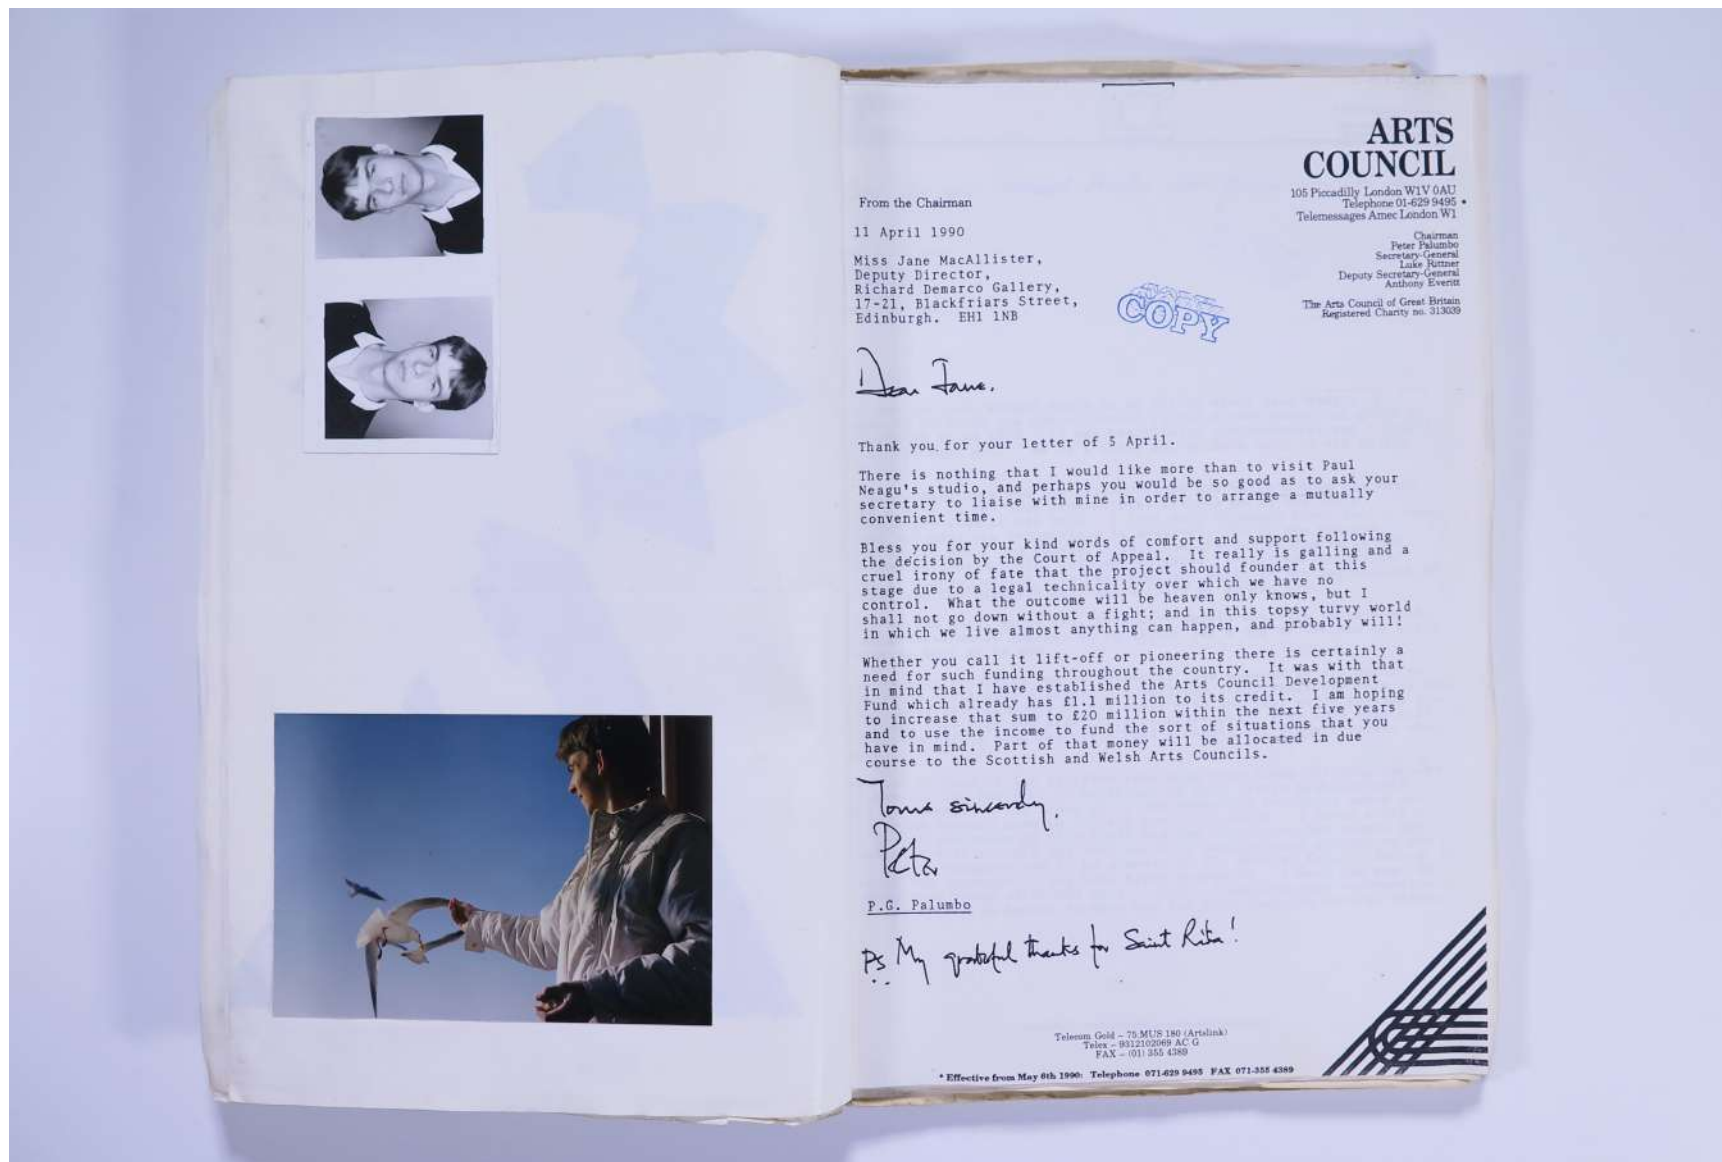 ARTS
COUNCIL
105 Piccadilly London W1V 0AU
Telephone 01-629 9495 *
Telemessages Amec London W1
Chairman
Peter Palumbo
Secretary-General
Luke Rittner
Deputy Secretary-General
Anthony Everitt
The Arts Council of Great Britain
Registered Charity no. 313039
From the Chairman
11 April 1990
Miss Jane MacAllister,
Deputy Director,
Richard Demarco Gallery,
17-21, Blackfriars Street,
Edinburgh. EH1 1NB
COPY
Dear Jane.
Thank you for your letter of 5 April.
There is nothing that I would like more than to visit Paul
Neagu's studio, and perhaps you would be so good as to ask your
secretary to liaise with mine in order to arrange a mutually
convenient time.
Bless you for your kind words of comfort and support following
the decision by the Court of Appeal. It really is galling and a
cruel irony of fate that the project should founder at this
stage due to a legal technicality over which we have no
control. What the outcome will be heaven only knows, but I
shall not go down without a fight; and in this topsy turvy world
in which we live almost anything can happen, and probably will!
Whether you call it lift-off or pioneering there is certainly a
need for such funding throughout the country. It was with that
in mind that I have established the Arts Council Development
Fund which already has £1.1 million to its credit. I am hoping
to increase that sum to £20 million within the next five years
and to use the income to fund the sort of situations that you
have in mind. Part of that money will be allocated in due
course to the Scottish and Welsh Arts Councils.
Yours sincerely,
Peter
P.G. Palumbo
PS My grateful thanks for Saint Rita!
Telecom Gold – 75:MUS 180 (Artslink)
Telex – 9312102069 AC G
FAX – (01) 355 4389
* Effective from May 6th 1990: Telephone 071-629 9495 FAX 071-355 4389